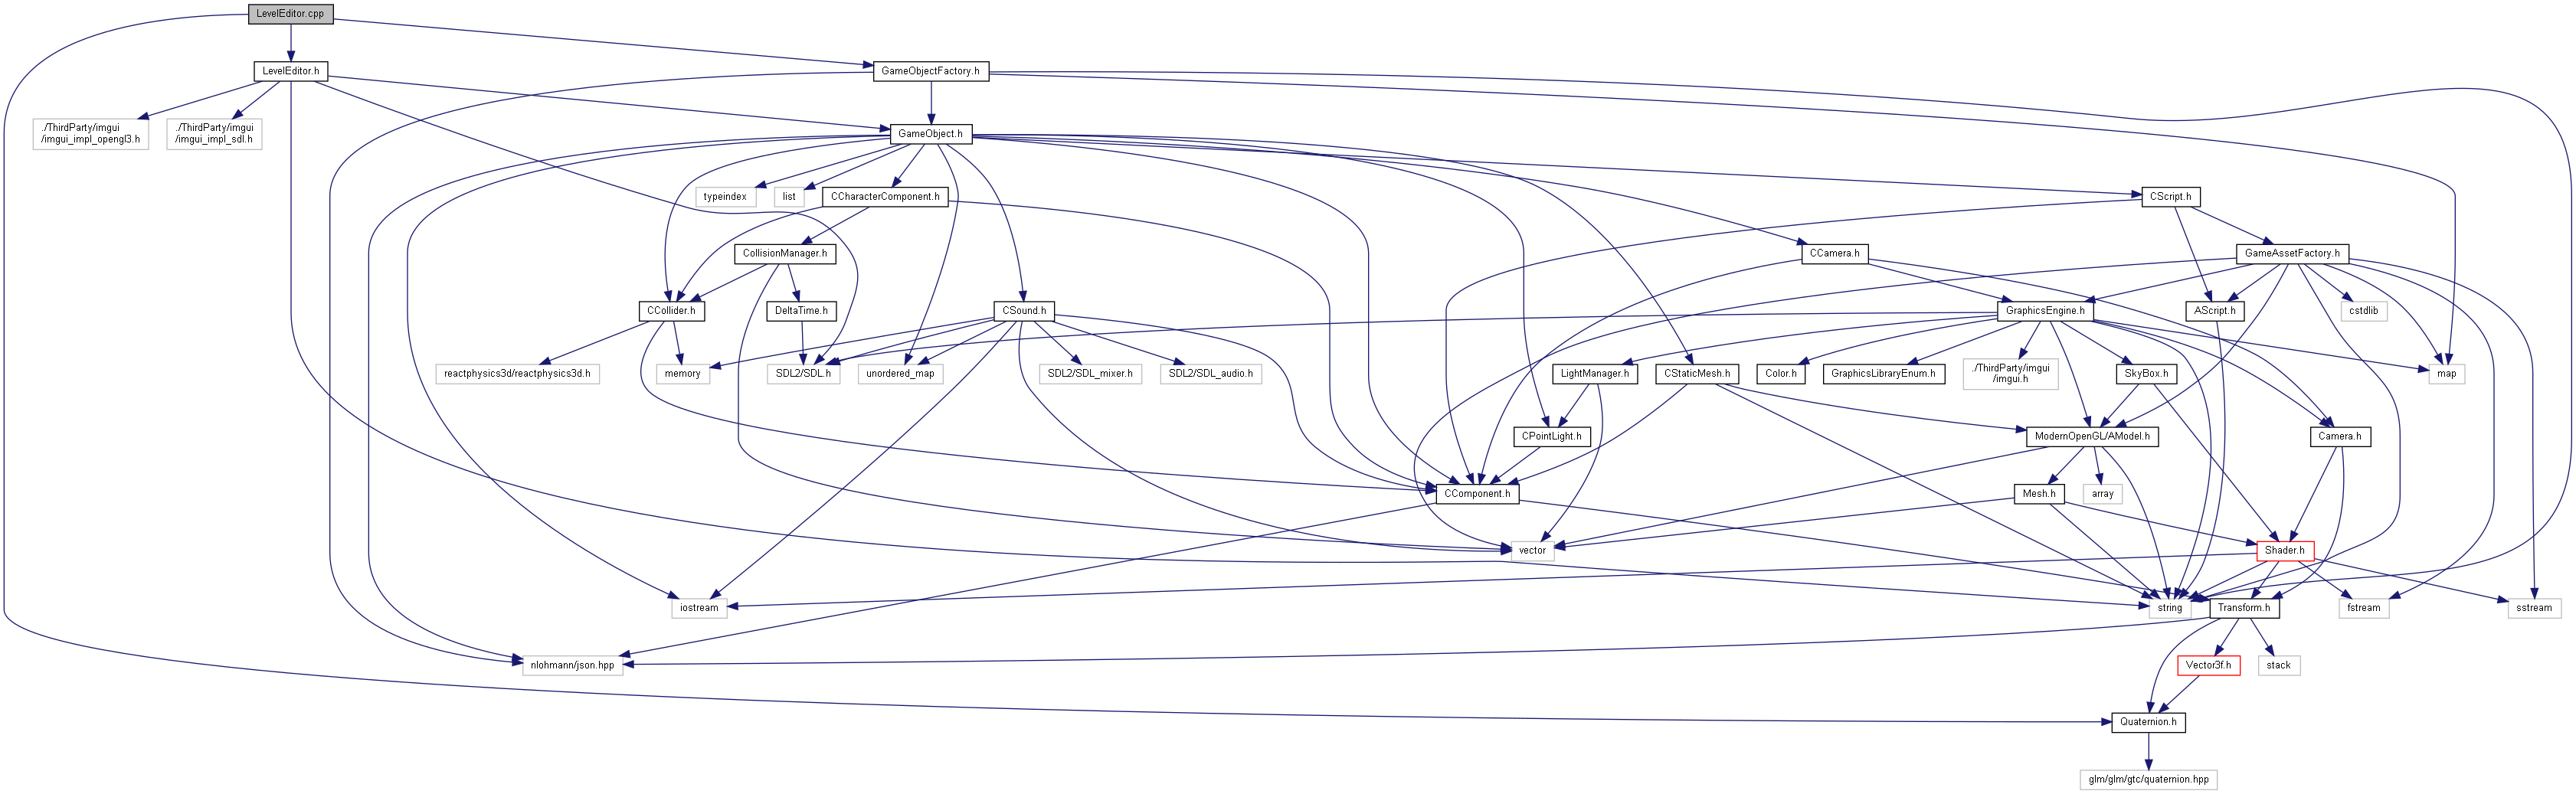 LevelEditor.cpp
LevelEditor.h
GameObjectFactory.h
./ThirdParty/imgui
/imgui_impl_opengl3.h
./ThirdParty/imgui
/imgui_impl_sdl.h
GameObject.h
typeindex
list
CCharacterComponent.h
CScript.h
CollisionManager.h
CCamera.h
GameAssetFactory.h
CCollider.h
DeltaTime.h
CSound.h
GraphicsEngine.h
AScript.h
cstdlib
reactphysics3d/reactphysics3d.h
memory
SDL2/SDL.h
unordered_map
SDL2/SDL_mixer.h
SDL2/SDL_audio.h
LightManager.h
CStaticMesh.h
Color.h
GraphicsLibraryEnum.h
./ThirdParty/imgui
/imgui.h
SkyBox.h
map
CPointLight.h
ModernOpenGL/AModel.h
Camera.h
CComponent.h
Mesh.h
array
vector
Shader.h
iostream
string
Transform.h
fstream
sstream
nlohmann/json.hpp
Vector3f.h
stack
Quaternion.h
glm/glm/gtc/quaternion.hpp